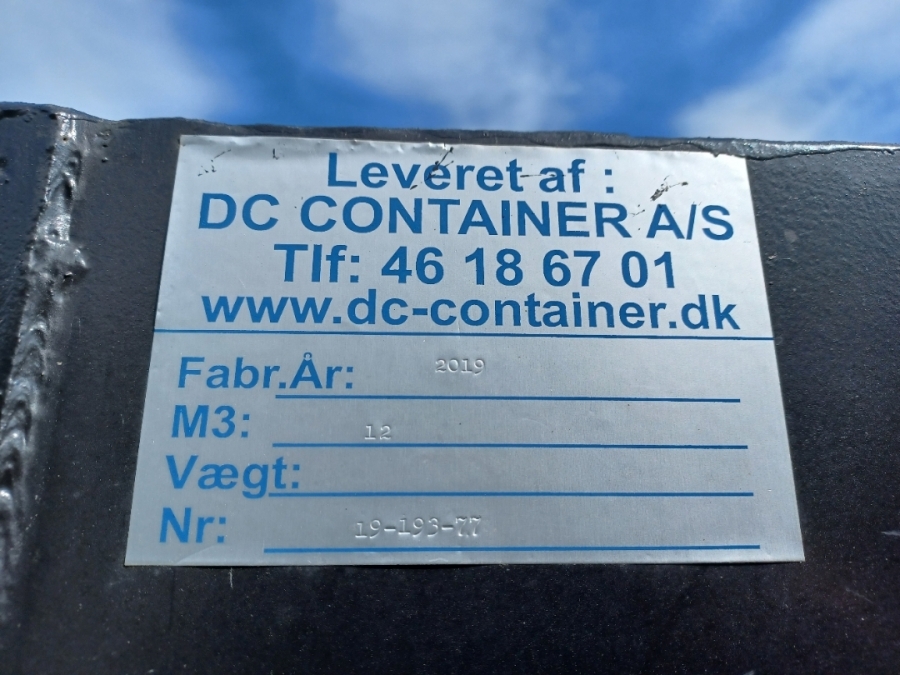 Leveret af :
DC CONTAINER A/S
Tlf: 46 18 67 01
www.dc-container.dk
Fabr.År: 2019
M3: 12
Vægt:
Nr: 19-193-77